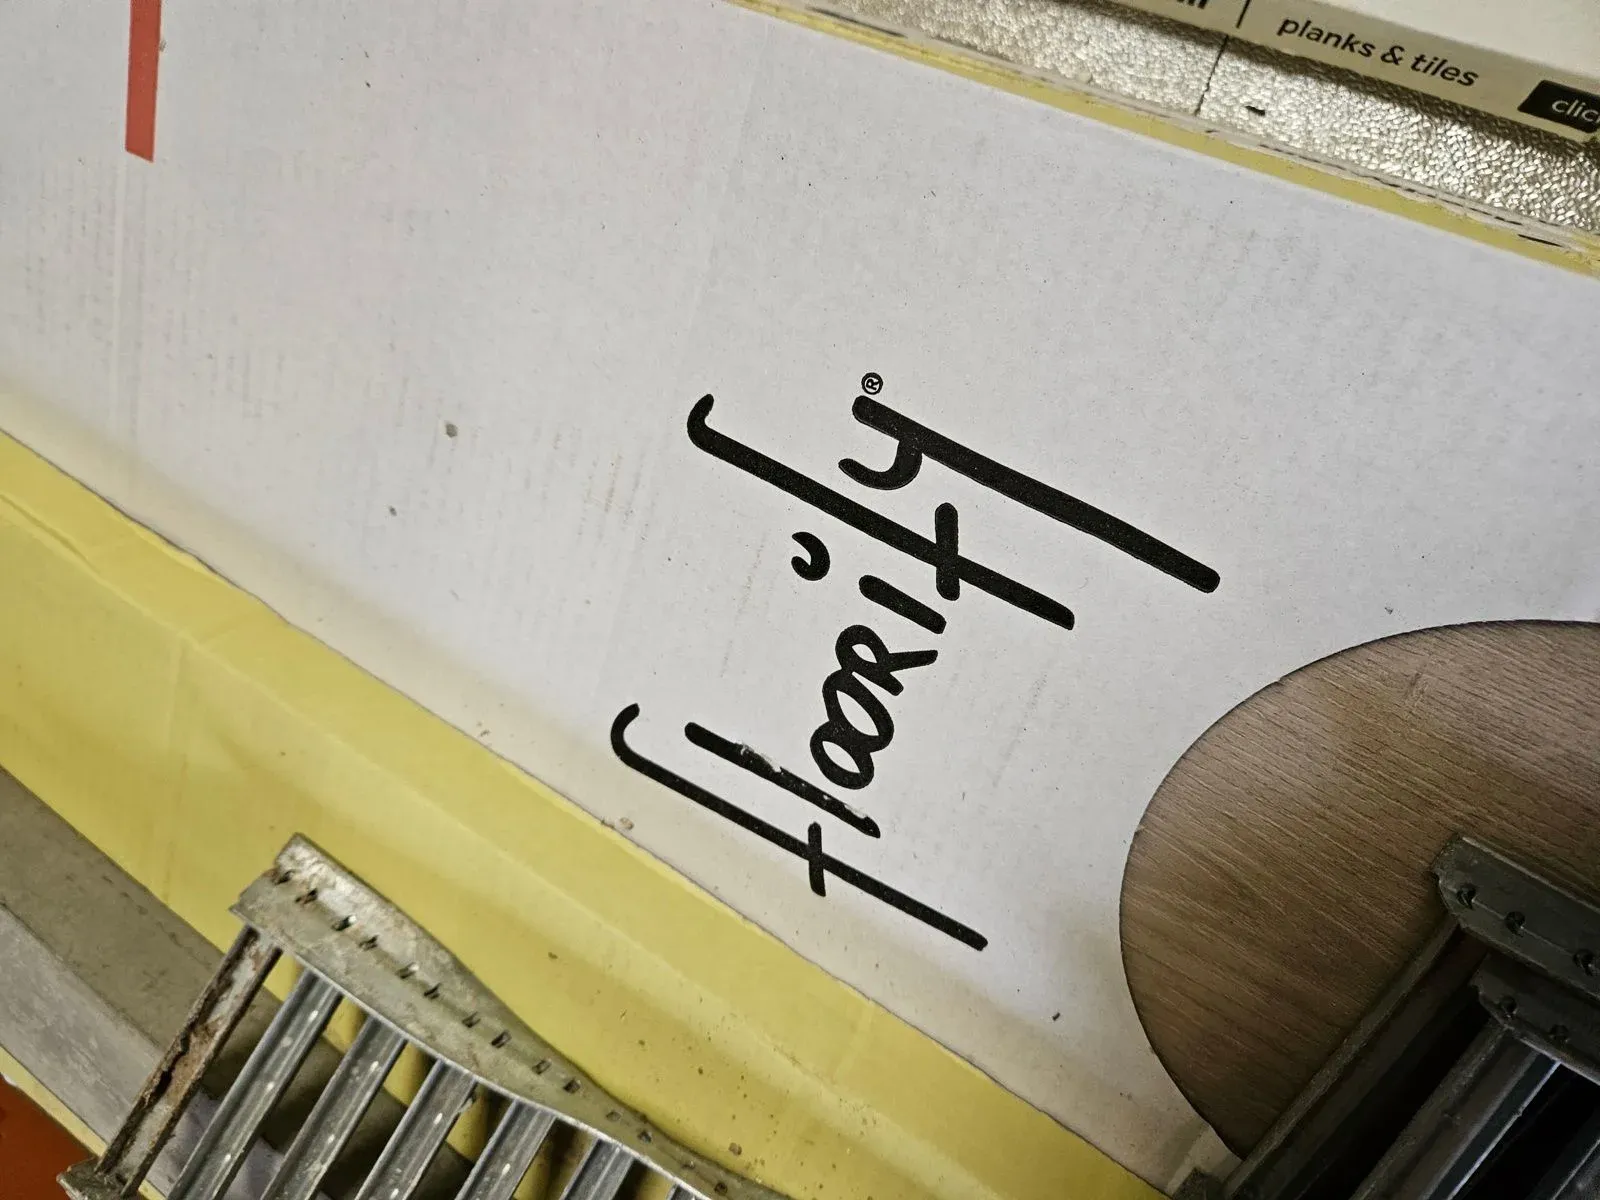 planks & tiles
floorify®